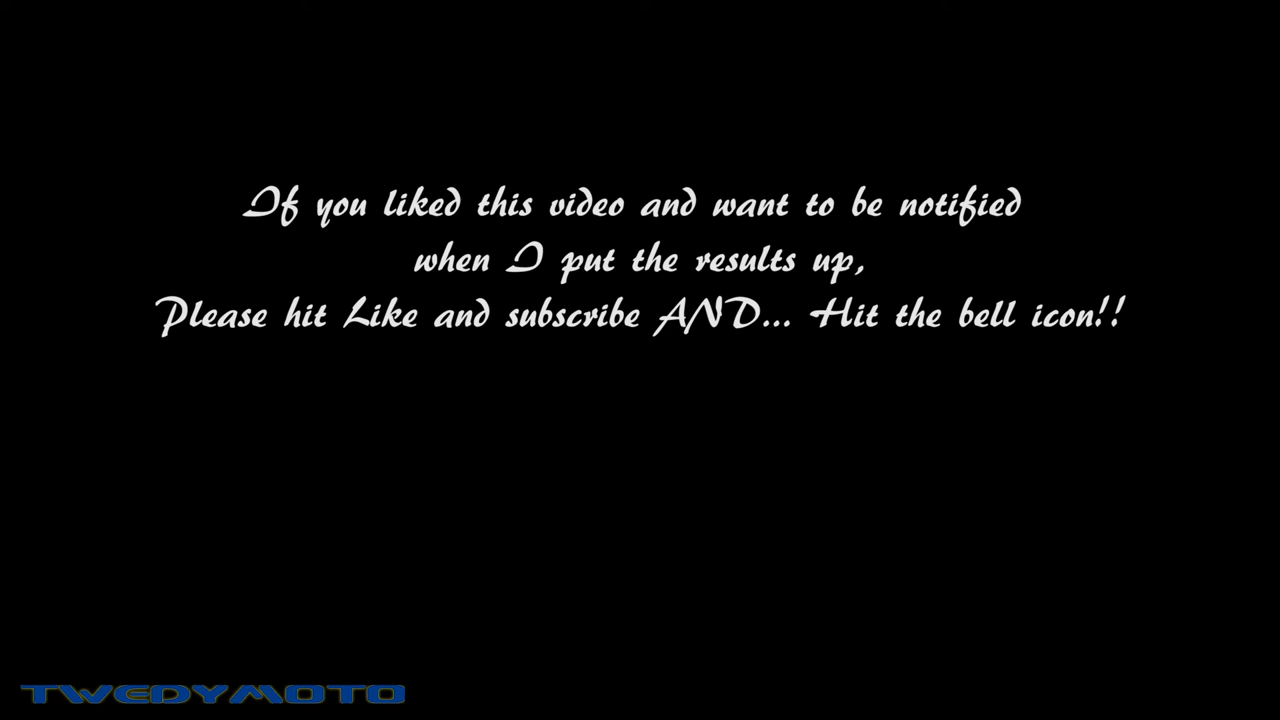 If you liked this video and want to be notified
when I put the results up,
Please hit Like and subscribe AND... Hit the bell icon!!
TWEDYMOTO